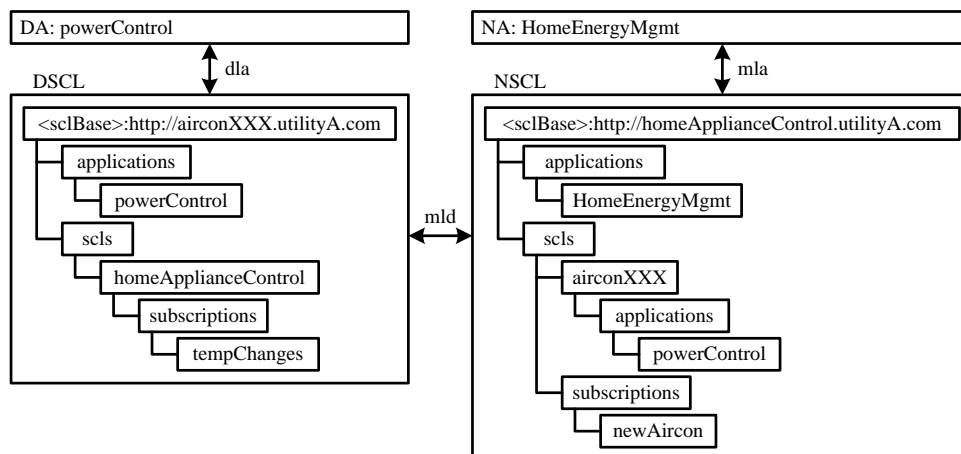 DA: powerControl
dla
DSCL
<sclBase>:http://airconXXX.utilityA.com
applications
powerControl
scls
homeApplianceControl
subscriptions
tempChanges
mld
NA: HomeEnergyMgmt
mla
NSCL
<sclBase>:http://homeApplianceControl.utilityA.com
applications
HomeEnergyMgmt
scls
airconXXX
applications
powerControl
subscriptions
newAircon